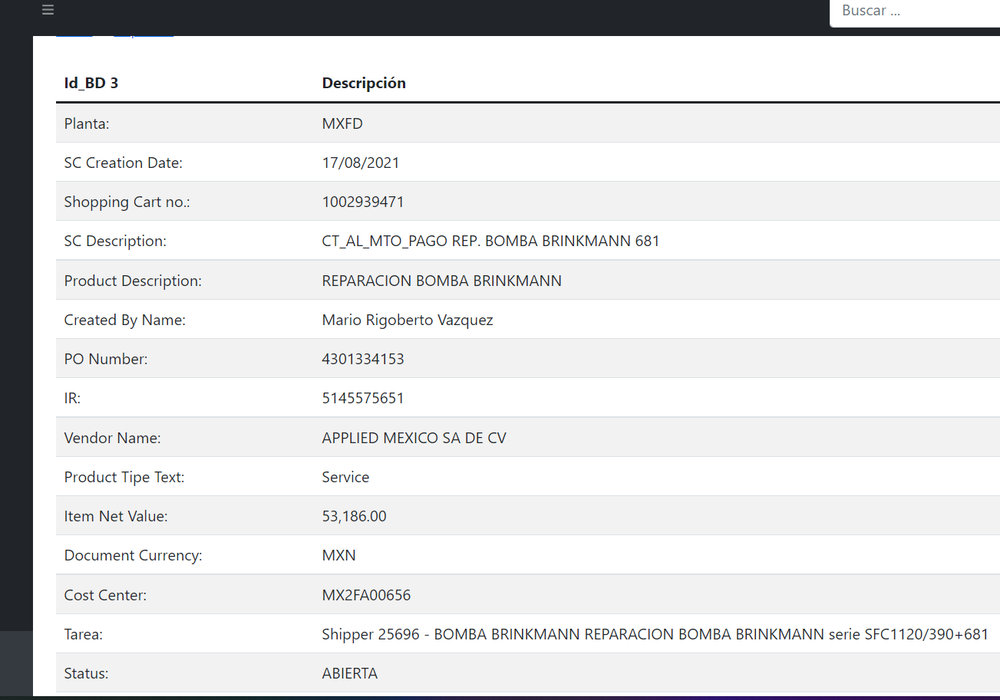 Buscar ...
Id_BD 3 Descripción
Planta: MXFD
SC Creation Date: 17/08/2021
Shopping Cart no.: 1002939471
SC Description: CT_AL_MTO_PAGO REP. BOMBA BRINKMANN 681
Product Description: REPARACION BOMBA BRINKMANN
Created By Name: Mario Rigoberto Vazquez
PO Number: 4301334153
IR: 5145575651
Vendor Name: APPLIED MEXICO SA DE CV
Product Tipe Text: Service
Item Net Value: 53,186.00
Document Currency: MXN
Cost Center: MX2FA00656
Tarea: Shipper 25696 - BOMBA BRINKMANN REPARACION BOMBA BRINKMANN serie SFC1120/390+681
Status: ABIERTA